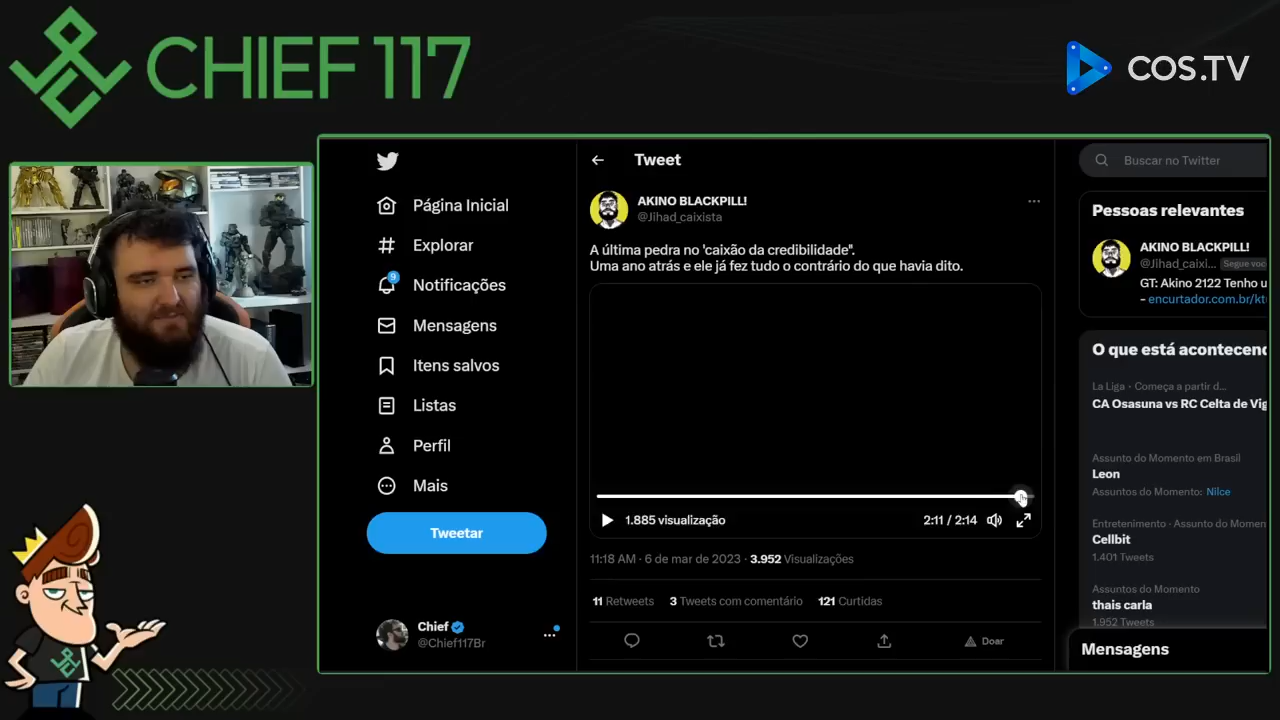 CHIEF 117
COS.TV
Página Inicial
Explorar
9
Notificações
Mensagens
Itens salvos
Listas
Perfil
Mais
Tweetar
Chief
@Chief117Br
Tweet
AKINO BLACKPILL!
@Jihad_caixista
A última pedra no 'caixão da credibilidade".
Uma ano atrás e ele já fez tudo o contrário do que havia dito.
1.885 visualização
2:11 / 2:14
11:18 AM · 6 de mar de 2023 · 3.952 Visualizações
11 Retweets 3 Tweets com comentário 121 Curtidas
Doar
Buscar no Twitter
Pessoas relevantes
AKINO BLACKPILL!
@Jihad_caixi... Segue você
GT: Akino 2122 Tenho u
- encurtador.com.br/kt
O que está acontecend
La Liga · Começa a partir d...
CA Osasuna vs RC Celta de Vig
Assunto do Momento em Brasil
Leon
Assuntos do Momento: Nilce
Entretenimento · Assunto do Momen
Cellbit
1.401 Tweets
Assuntos do Momento
thais carla
1.952 Tweets
Mensagens